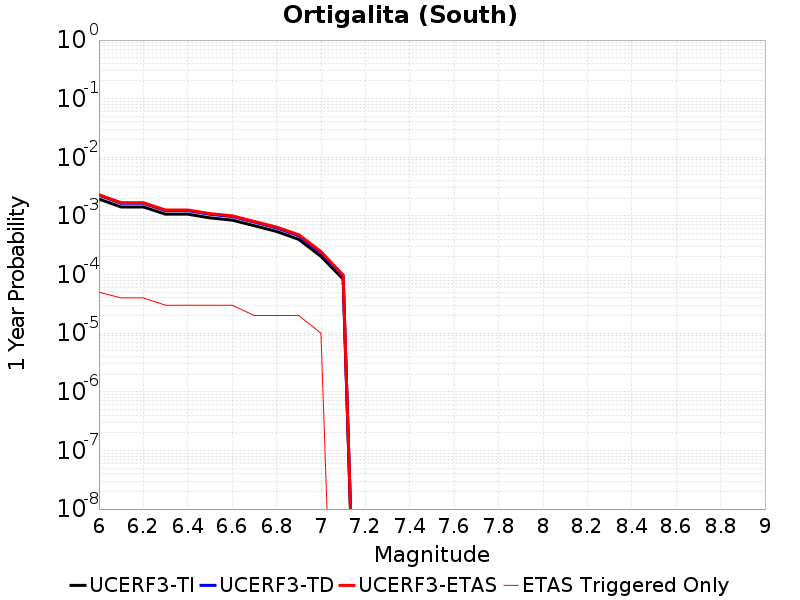 Ortigalita (South)
1 Year Probability
10^0
10^-1
10^-2
10^-3
10^-4
10^-5
10^-6
10^-7
10^-8
6 6.2 6.4 6.6 6.8 7 7.2 7.4 7.6 7.8 8 8.2 8.4 8.6 8.8 9
Magnitude
UCERF3-TI UCERF3-TD UCERF3-ETAS ETAS Triggered Only